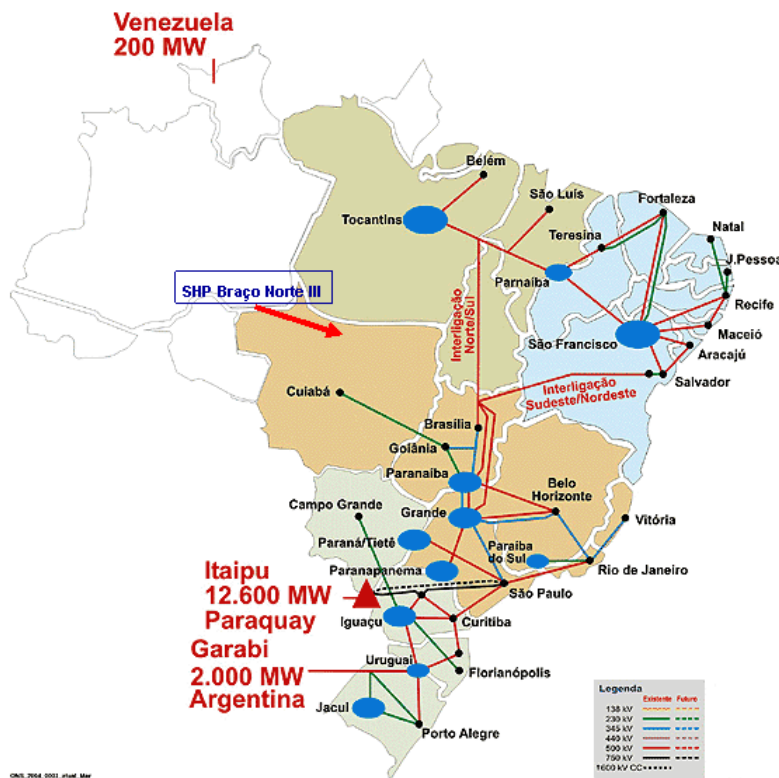 Venezuela
200 MW
Belém
São Luís
Fortaleza
Tocantins
Teresina
Natal
J.Pessoa
SHP Braço Norte III
Parnaíba
Recife
Interligação
Norte/Sul
São Francisco
Maceió
Aracajú
Cuiabá
Interligação
Sudeste/Nordeste
Salvador
Brasília
Goiânia
Paranaíba
Belo
Horizonte
Campo Grande
Grande
Vitória
Paraná/Tietê
Paraíba
do Sul
Paranapanema
Rio de Janeiro
Itaipu
12.600 MW
Paraquay
São Paulo
Iguaçu
Curitiba
Garabi
2.000 MW
Argentina
Uruguai
Florianópolis
Jacuí
Porto Alegre
Legenda
Existente Futuro
138 kV
230 kV
345 kV
440 kV
500 kV
750 kV
1600 kV CC